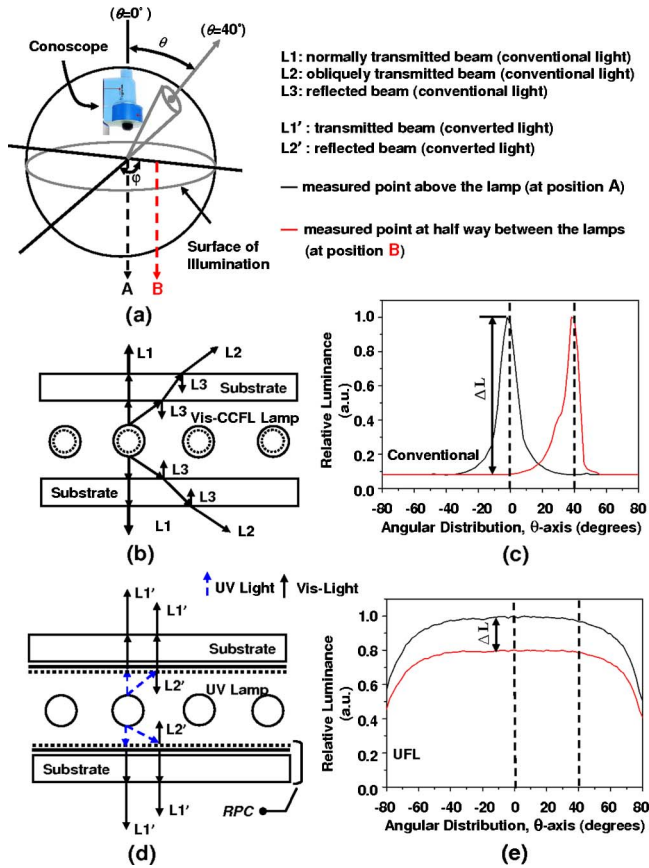 (θ=0°)
θ
(θ=40°)
Conoscope
φ
Surface of
Illumination
A
B
(a)
L1: normally transmitted beam (conventional light)
L2: obliquely transmitted beam (conventional light)
L3: reflected beam (conventional light)
L1′ : transmitted beam (converted light)
L2′ : reflected beam (converted light)
measured point above the lamp (at position A)
measured point at half way between the lamps
(at position B)
L1
L2
L3
Substrate
L3
Vis-CCFL Lamp
L3
Substrate
L3
L1
L2
(b)
Relative Luminance
(a.u.)
1.0
0.8
0.6
0.4
0.2
0.0
ΔL
Conventional
-80 -60 -40 -20 0 20 40 60 80
Angular Distribution, θ-axis (degrees)
(c)
UV Light
Vis-Light
L1′
L1′
Substrate
L2′
UV Lamp
L2′
Substrate
RPC
L1′
L1′
(d)
Relative Luminance
(a.u.)
1.0
0.8
0.6
0.4
0.2
0.0
ΔL
UFL
-80 -60 -40 -20 0 20 40 60 80
Angular Distribution, θ-axis (degrees)
(e)